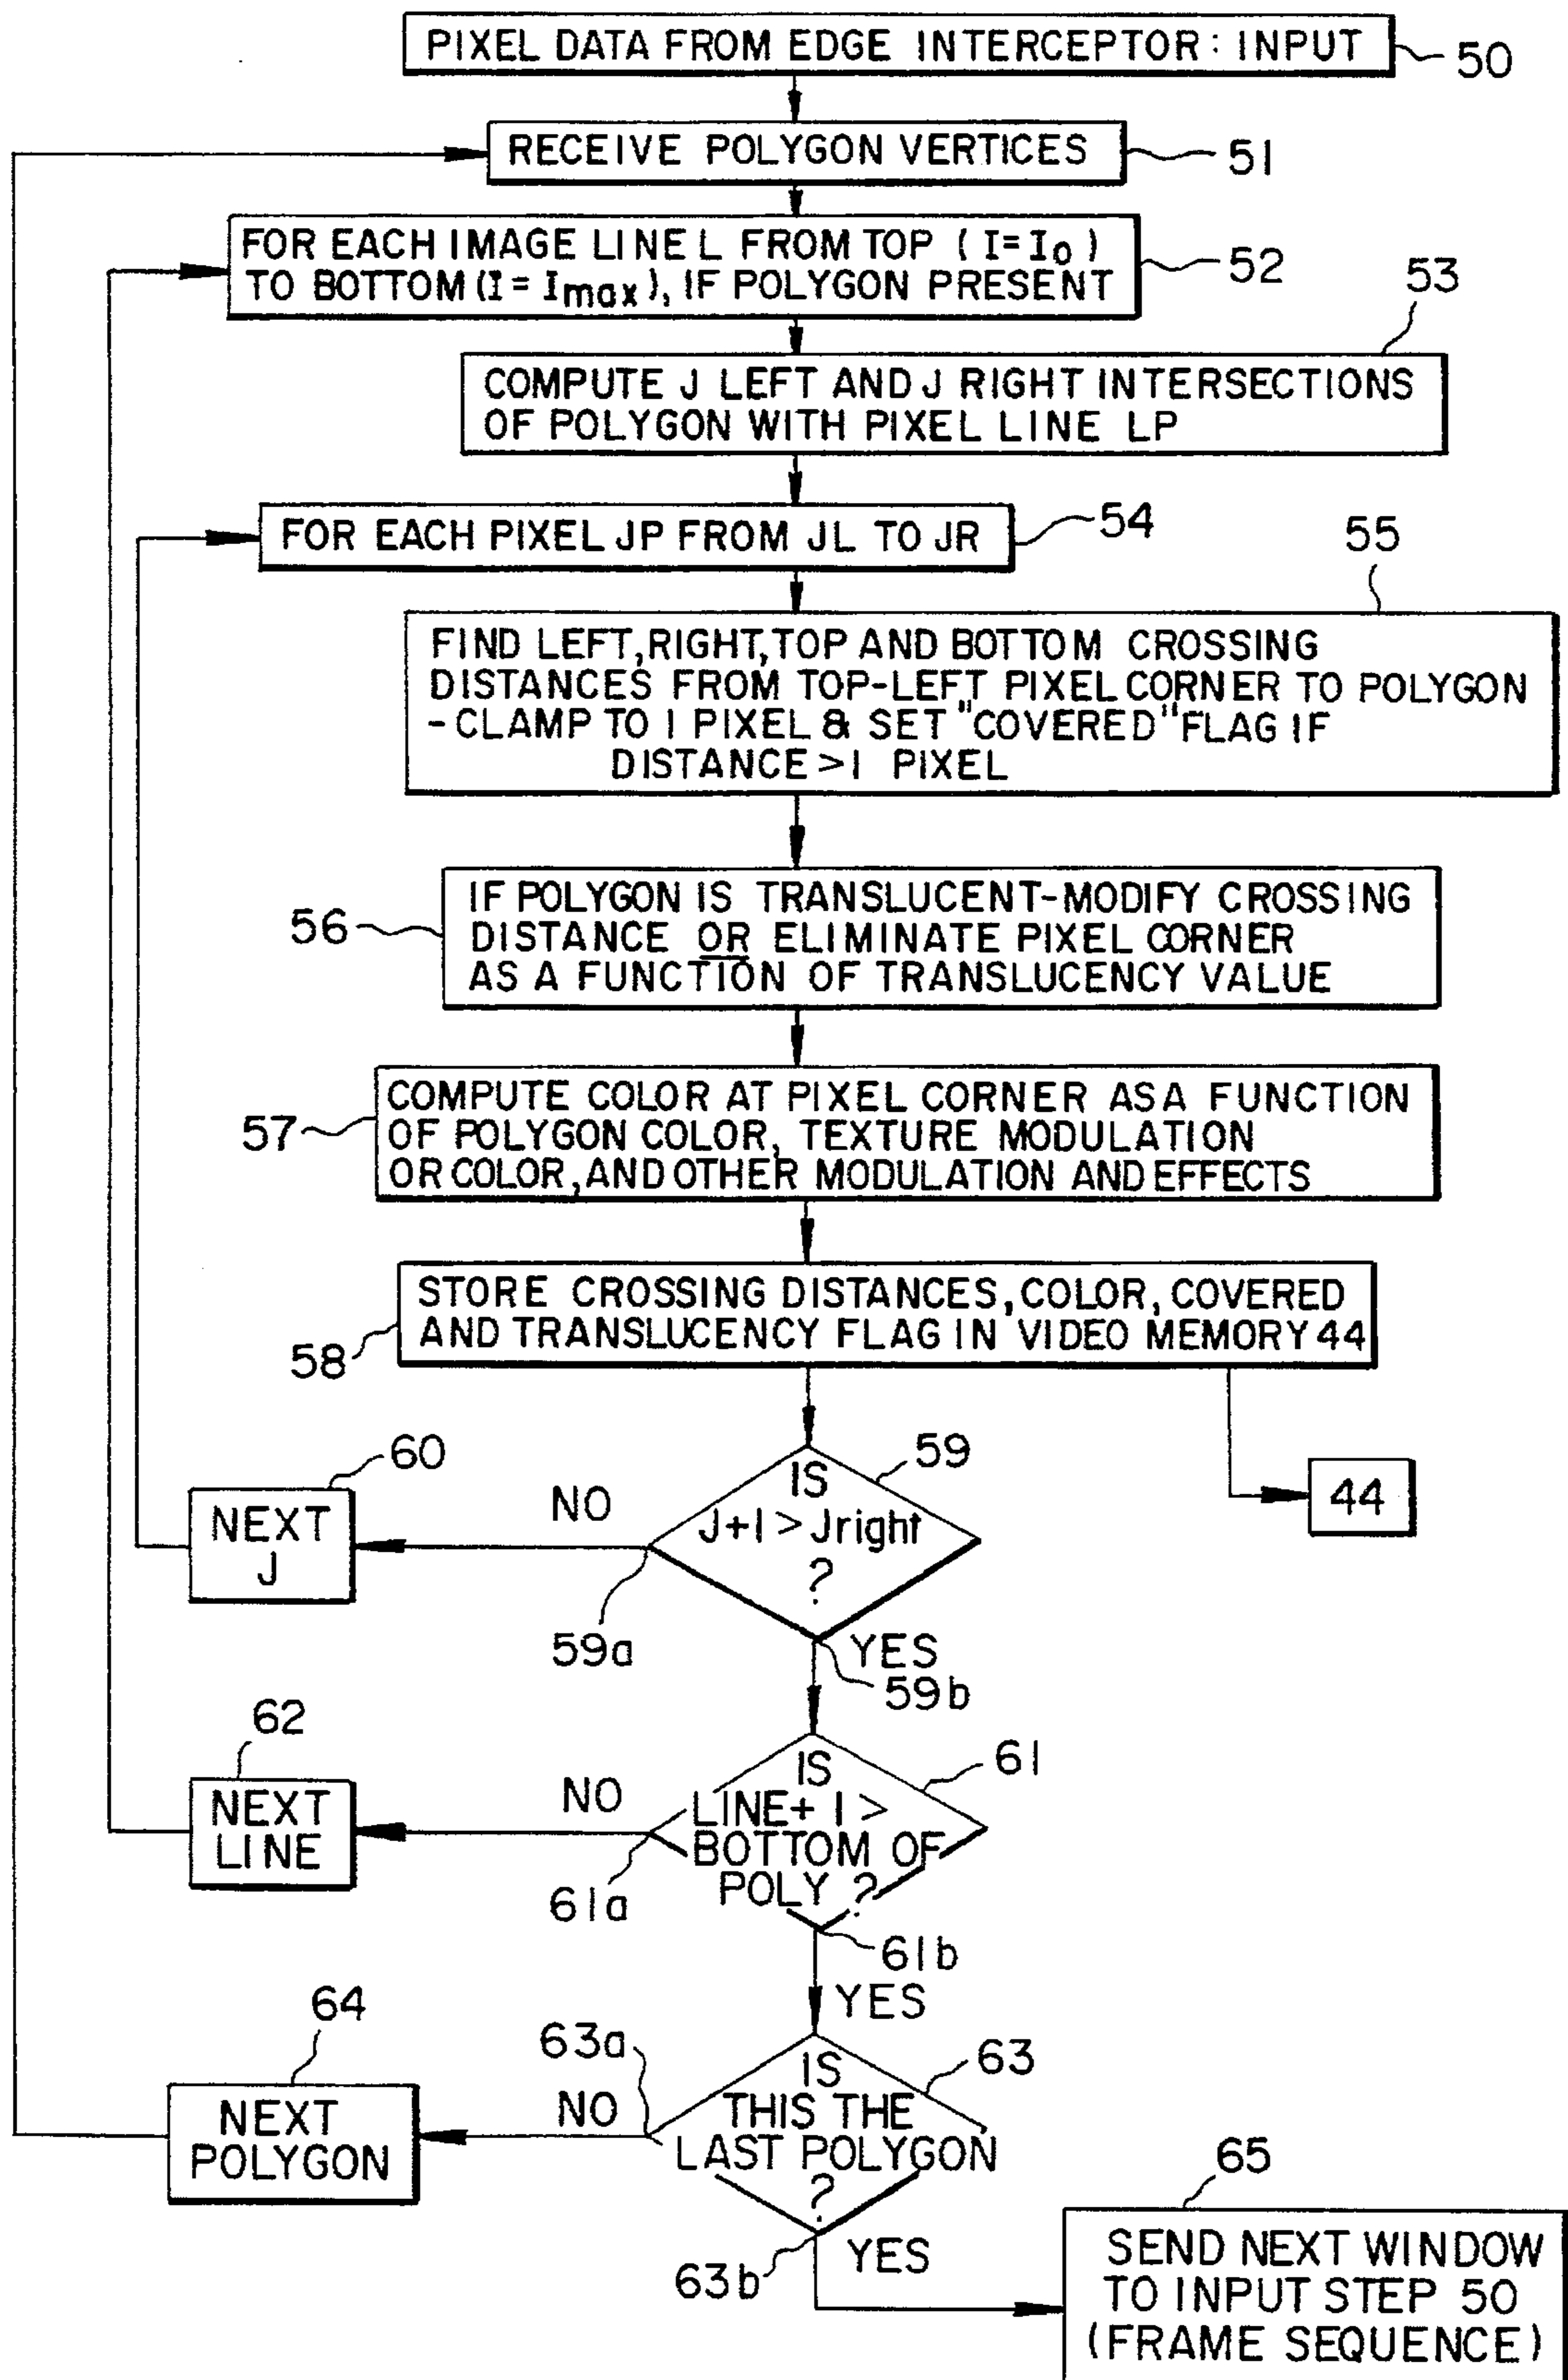 PIXEL DATA FROM EDGE INTERCEPTOR: INPUT
50
RECEIVE POLYGON VERTICES
51
FOR EACH IMAGE LINE L FROM TOP (I=I0)
TO BOTTOM (I=Imax), IF POLYGON PRESENT
52
53
COMPUTE J LEFT AND J RIGHT INTERSECTIONS
OF POLYGON WITH PIXEL LINE LP
FOR EACH PIXEL JP FROM JL TO JR
54
55
FIND LEFT, RIGHT, TOP AND BOTTOM CROSSING
DISTANCES FROM TOP-LEFT PIXEL CORNER TO POLYGON
-CLAMP TO 1 PIXEL & SET "COVERED" FLAG IF
DISTANCE >1 PIXEL
56
IF POLYGON IS TRANSLUCENT-MODIFY CROSSING
DISTANCE OR ELIMINATE PIXEL CORNER
AS A FUNCTION OF TRANSLUCENCY VALUE
57
COMPUTE COLOR AT PIXEL CORNER AS A FUNCTION
OF POLYGON COLOR, TEXTURE MODULATION
OR COLOR, AND OTHER MODULATION AND EFFECTS
58
STORE CROSSING DISTANCES, COLOR, COVERED
AND TRANSLUCENCY FLAG IN VIDEO MEMORY 44
44
59
IS
J+1 > Jright
?
NO
59a
60
NEXT
J
YES
59b
61
IS
LINE+ 1 >
BOTTOM OF
POLY ?
NO
61a
62
NEXT
LINE
61b
YES
63
IS
THIS THE
LAST POLYGON
?
63a
NO
64
NEXT
POLYGON
63b
YES
65
SEND NEXT WINDOW
TO INPUT STEP 50
(FRAME SEQUENCE)